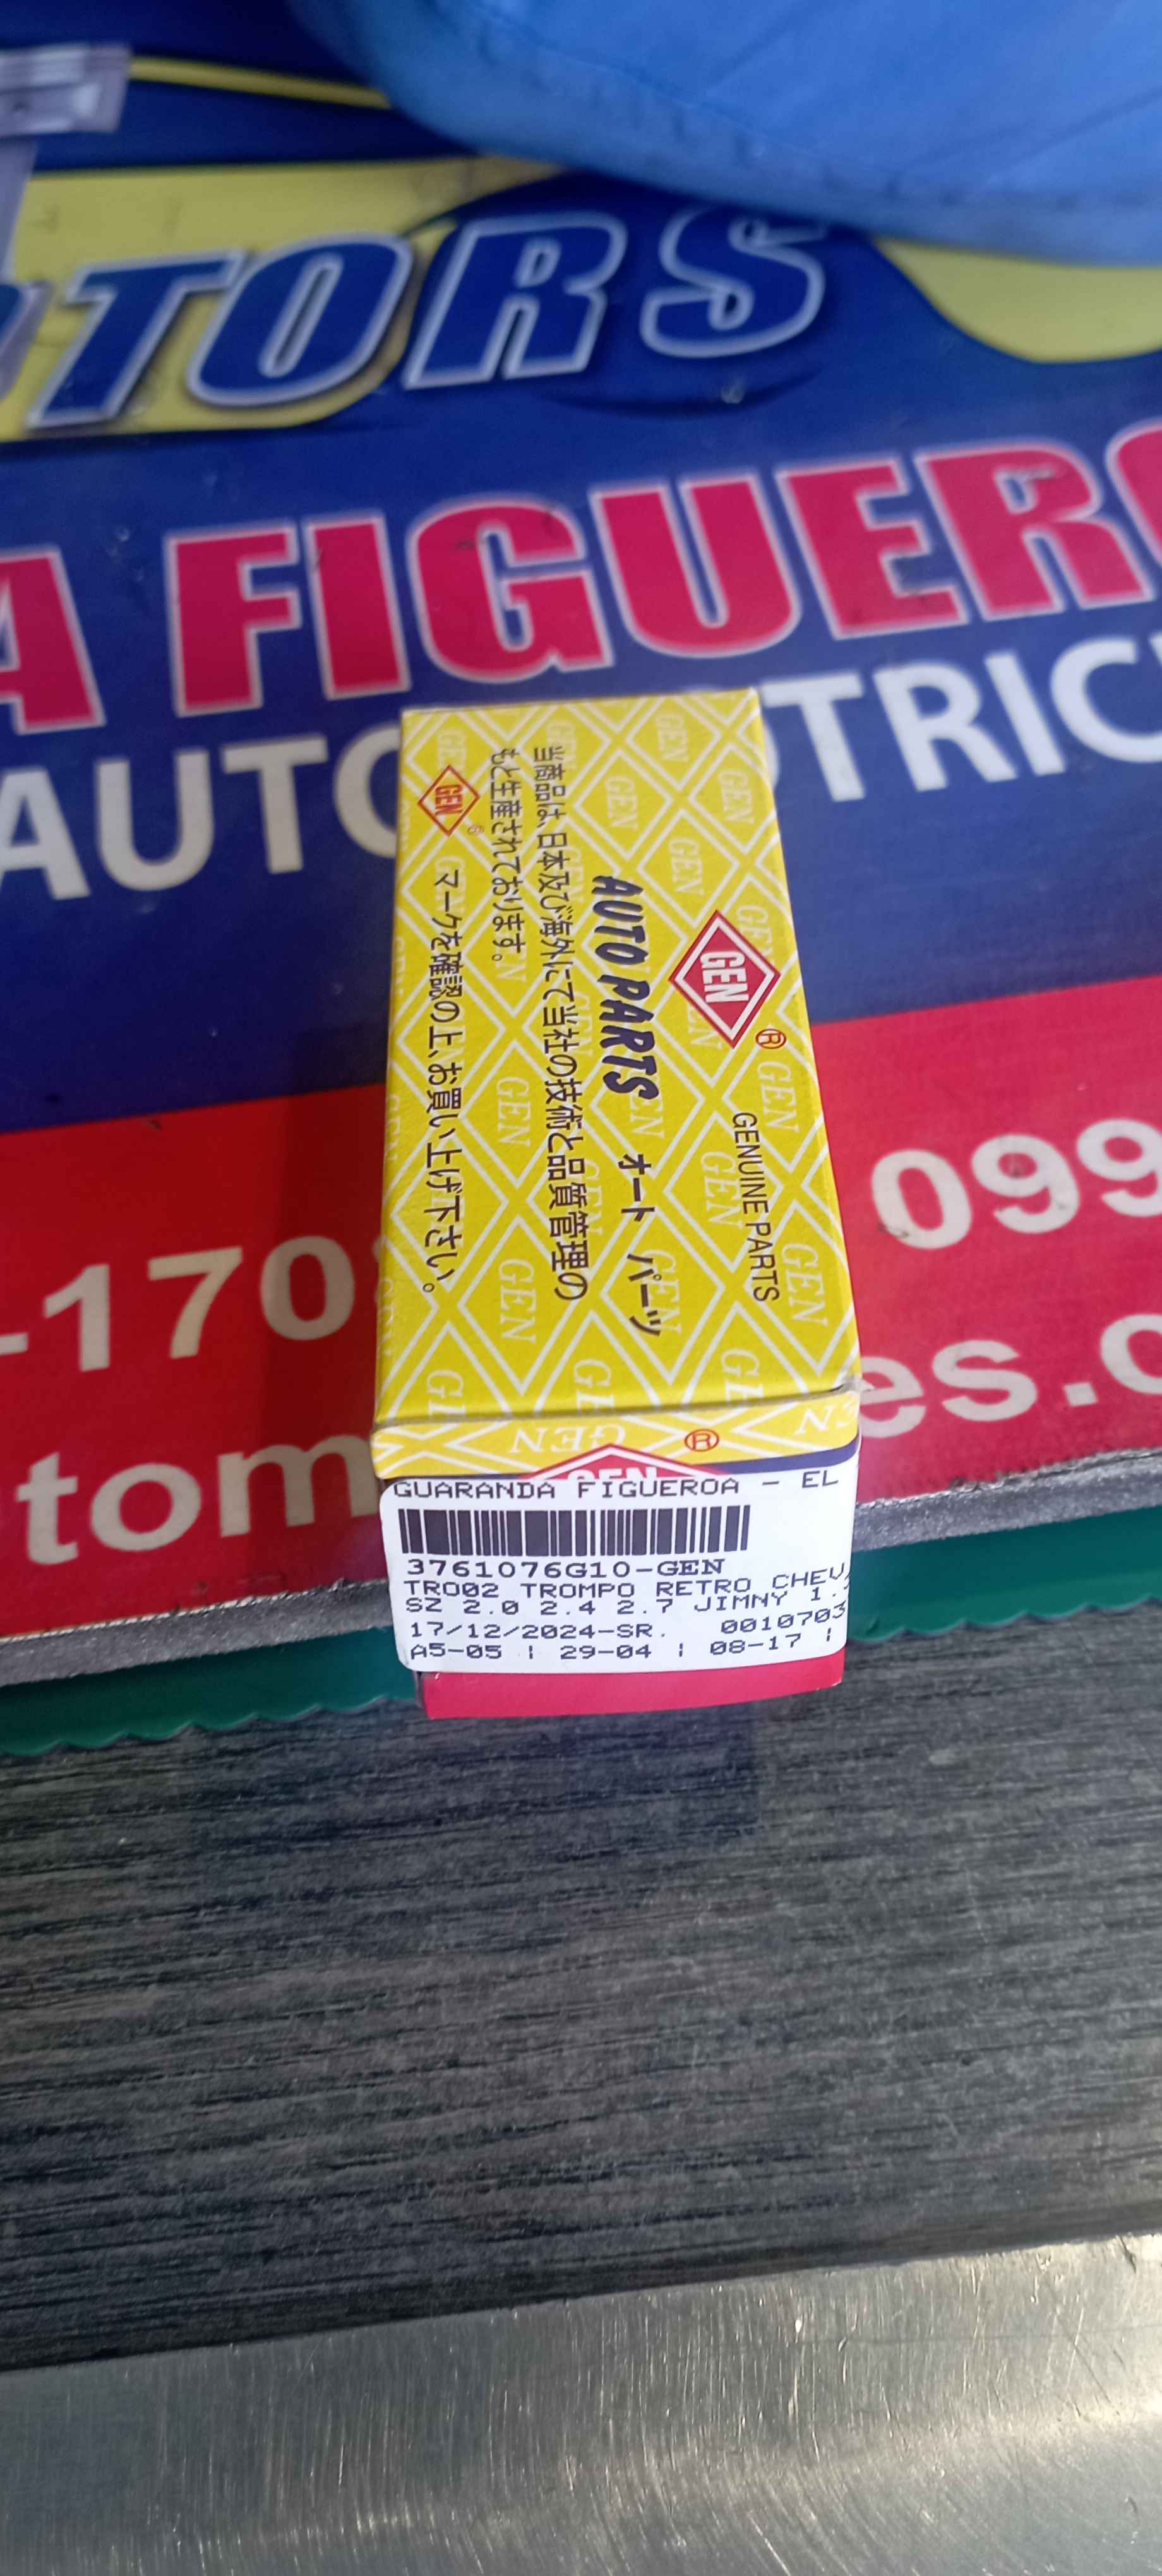 TORS
A FIGUERO
AUTO
TRIC
-170
099
es.c
tom
GEN ®
GENUINE PARTS
AUTO PARTS オート パーツ
当商品は、日本及び海外にて当社の技術と品質管理の
もと生産されております。
GEN ® マークを確認の上、お買い上げ下さい。
GEN ®
GUARANDA FIGUEROA - EL
3761076G10-GEN
TR002 TROMPO RETRO CHEV
SZ 2.0 2.4 2.7 JIMNY 1.
17/12/2024-SR. 0010703
A5-05 ¦ 29-04 ¦ 08-17 ¦